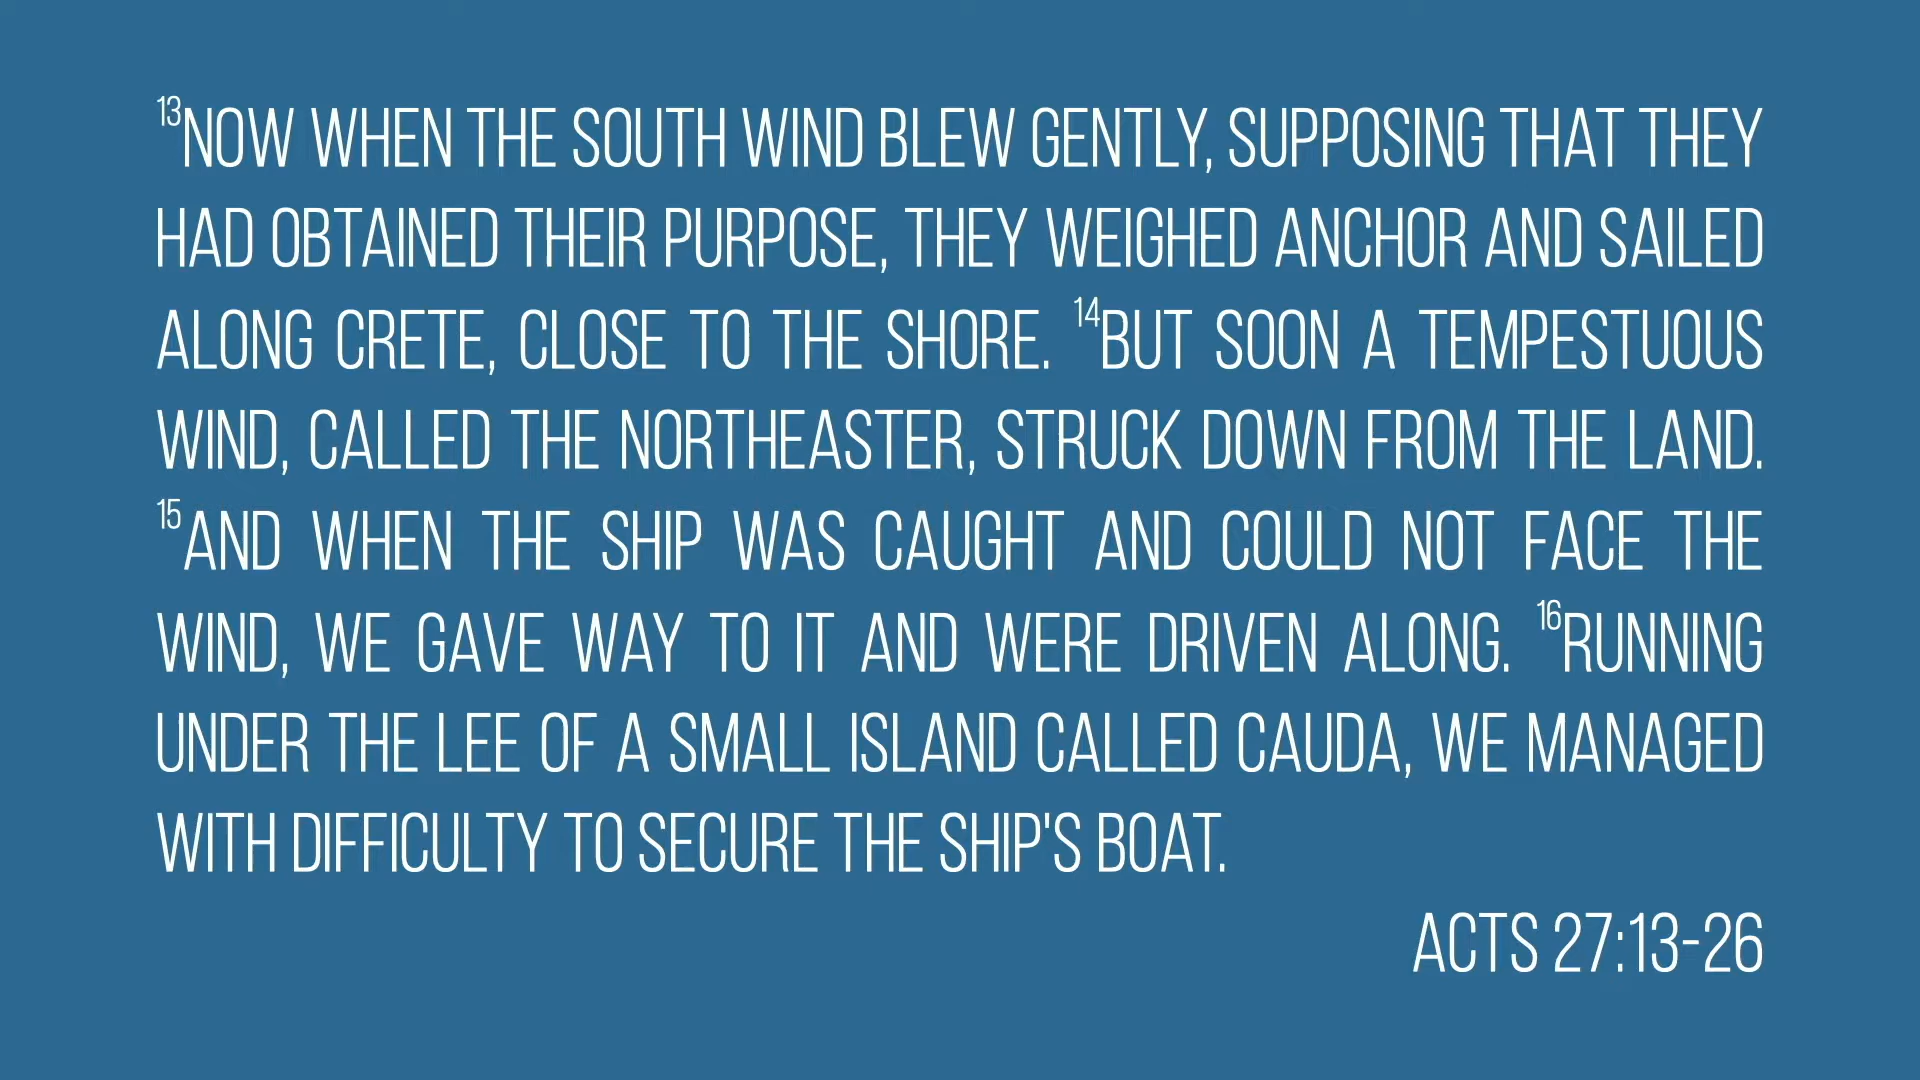 13NOW WHEN THE SOUTH WIND BLEW GENTLY, SUPPOSING THAT THEY
HAD OBTAINED THEIR PURPOSE, THEY WEIGHED ANCHOR AND SAILED
ALONG CRETE, CLOSE TO THE SHORE. 14BUT SOON A TEMPESTUOUS
WIND, CALLED THE NORTHEASTER, STRUCK DOWN FROM THE LAND.
15AND WHEN THE SHIP WAS CAUGHT AND COULD NOT FACE THE
WIND, WE GAVE WAY TO IT AND WERE DRIVEN ALONG. 16RUNNING
UNDER THE LEE OF A SMALL ISLAND CALLED CAUDA, WE MANAGED
WITH DIFFICULTY TO SECURE THE SHIP'S BOAT.
ACTS 27:13-26